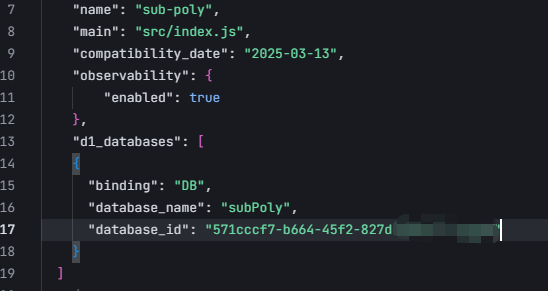 7 "name": "sub-poly",
8 "main": "src/index.js",
9 "compatibility_date": "2025-03-13",
10 "observability": {
11 "enabled": true
12 },
13 "d1_databases": [
14 {
15 "binding": "DB",
16 "database_name": "subPoly",
17 "database_id": "571cccf7-b664-45f2-827d
18 }
19 ]